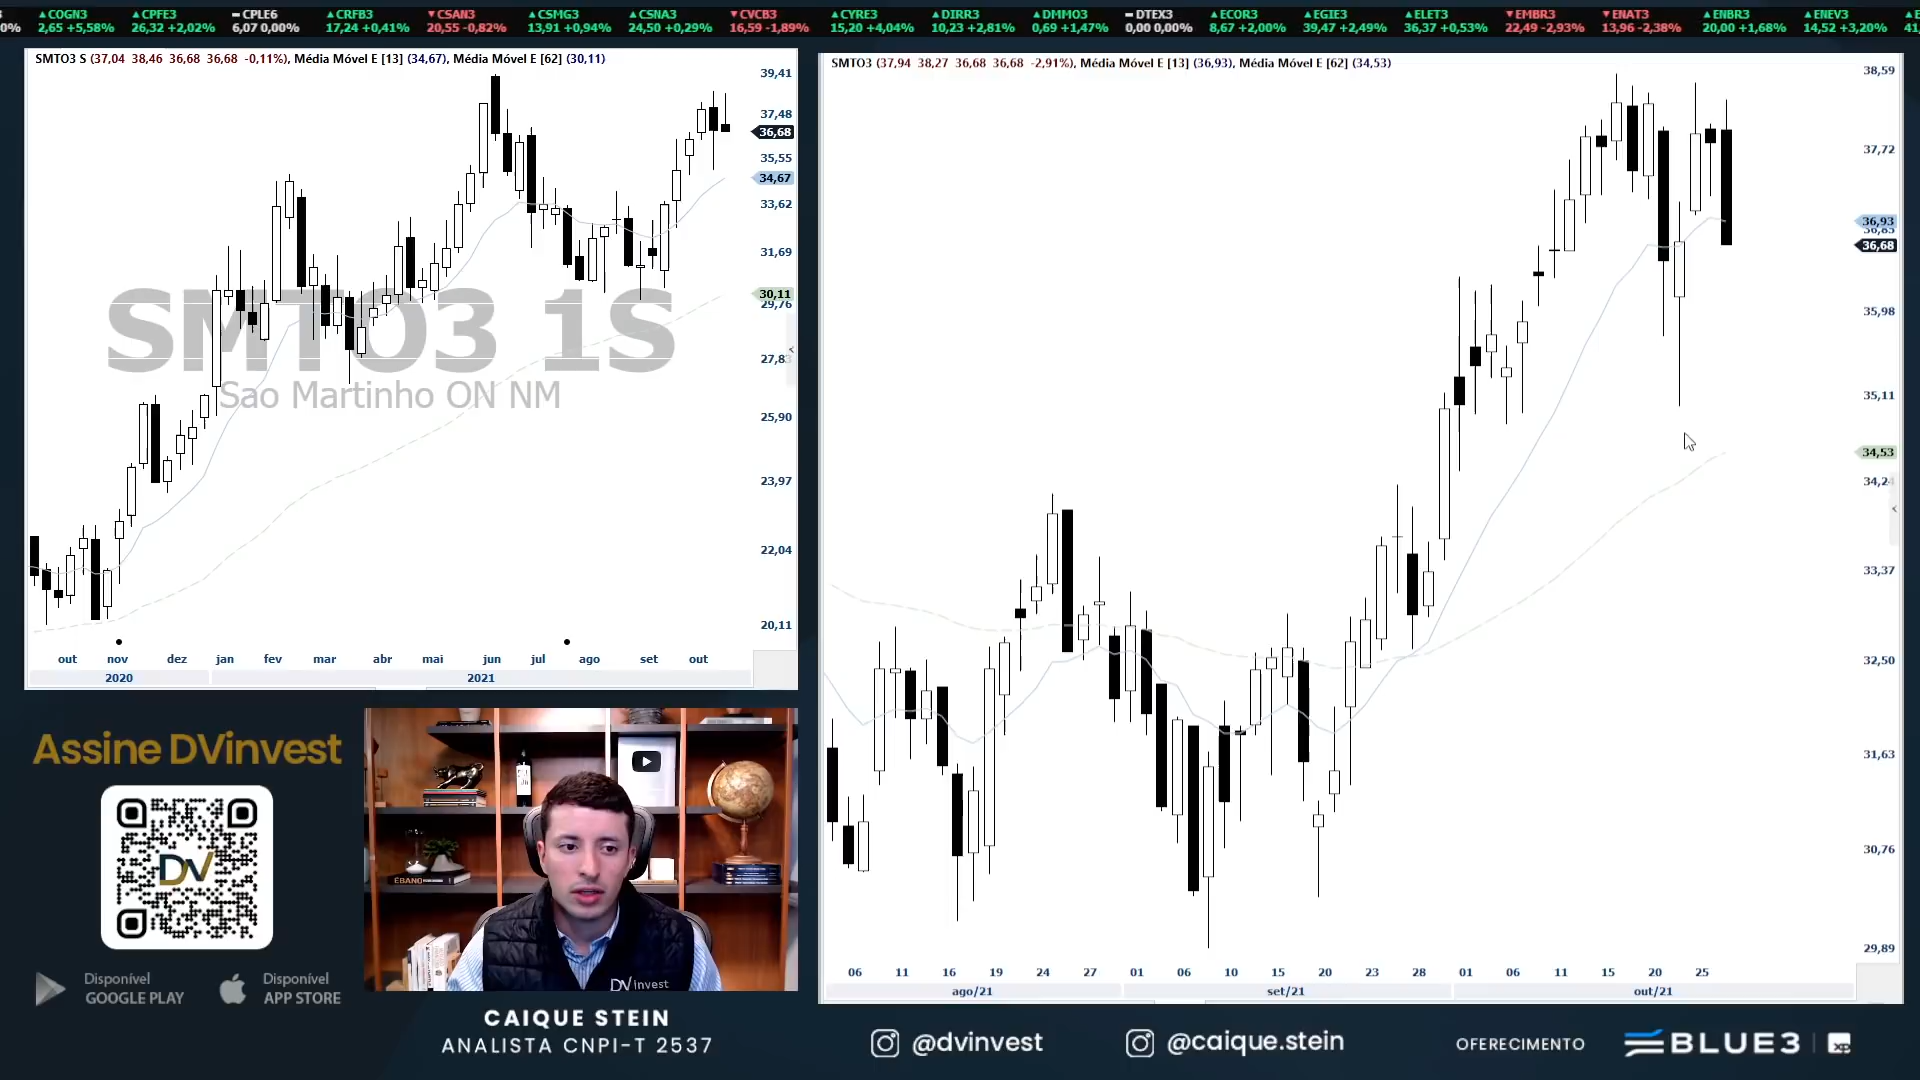 COGN3 CPFE3 CPLE6 CRFB3 CSAN3 CSMG3 CSNA3 CVCB3 CYRE3 DIRR3 DMMO3 DTEX3 ECOR3 EGIE3 ELET3 EMBR3 ENAT3 ENBR3 ENEV3
0% 2,65 +5,58% 26,32 +2,02% 6,07 0,00% 17,24 +0,41% 20,55 -0,82% 13,91 +0,94% 24,50 +0,29% 16,59 -1,89% 15,20 +4,04% 10,23 +2,81% 0,69 +1,47% 0,00 0,00% 8,67 +2,00% 39,47 +2,49% 36,37 +0,53% 22,49 -2,93% 13,96 -2,38% 20,00 +1,68% 14,52 +3,20% 41,
SMTO3 S (37,04 38,46 36,68 36,68 -0,11%), Média Móvel E [13] (34,67), Média Móvel E [62] (30,11)
39,41
37,48
36,68
35,55
34,67
33,62
31,69
30,11
29,76
27,83
25,90
23,97
22,04
20,11
SMTO3 1S
Sao Martinho ON NM
out nov dez jan fev mar abr mai jun jul ago set out
2020 2021
SMTO3 (37,94 38,27 36,68 36,68 -2,91%), Média Móvel E [13] (36,93), Média Móvel E [62] (34,53)
38,59
37,72
36,93
36,85
36,68
35,98
35,11
34,53
34,24
33,37
32,50
31,63
30,76
29,89
06 11 16 19 24 27 01 06 10 15 20 23 28 01 06 11 15 20 25
ago/21 set/21 out/21
Assine DVinvest
DV
Disponível
GOOGLE PLAY
Disponível
APP STORE
ÉBANO
DVinvest
CAIQUE STEIN
ANALISTA CNPI-T 2537
@dvinvest
@caique.stein
OFERECIMENTO
BLUE3
xp